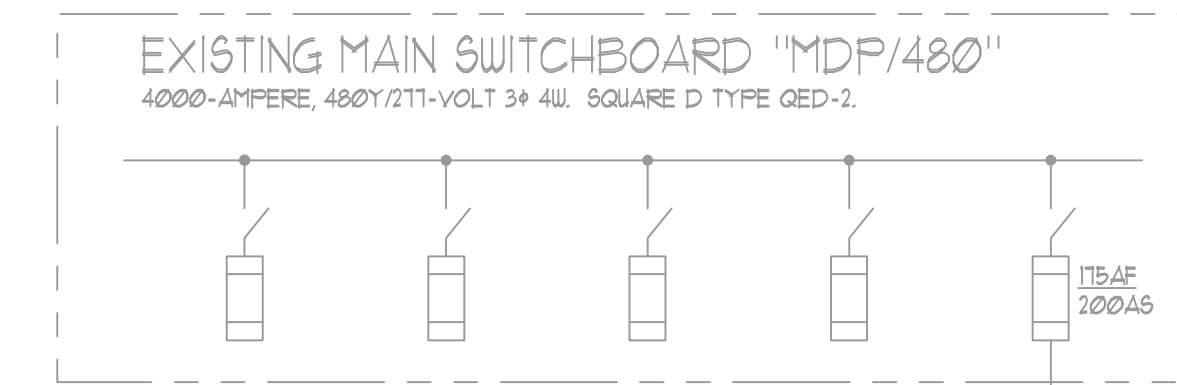 EXISTING MAIN SWITCHBOARD "MDP/480"
4000-AMPERE, 480Y/277-VOLT 3Φ 4W. SQUARE D TYPE QED-2.
175AF
200AS